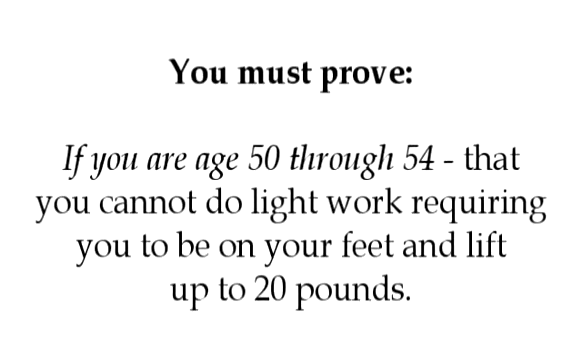 You must prove:
If you are age 50 through 54 - that
you cannot do light work requiring
you to be on your feet and lift
up to 20 pounds.